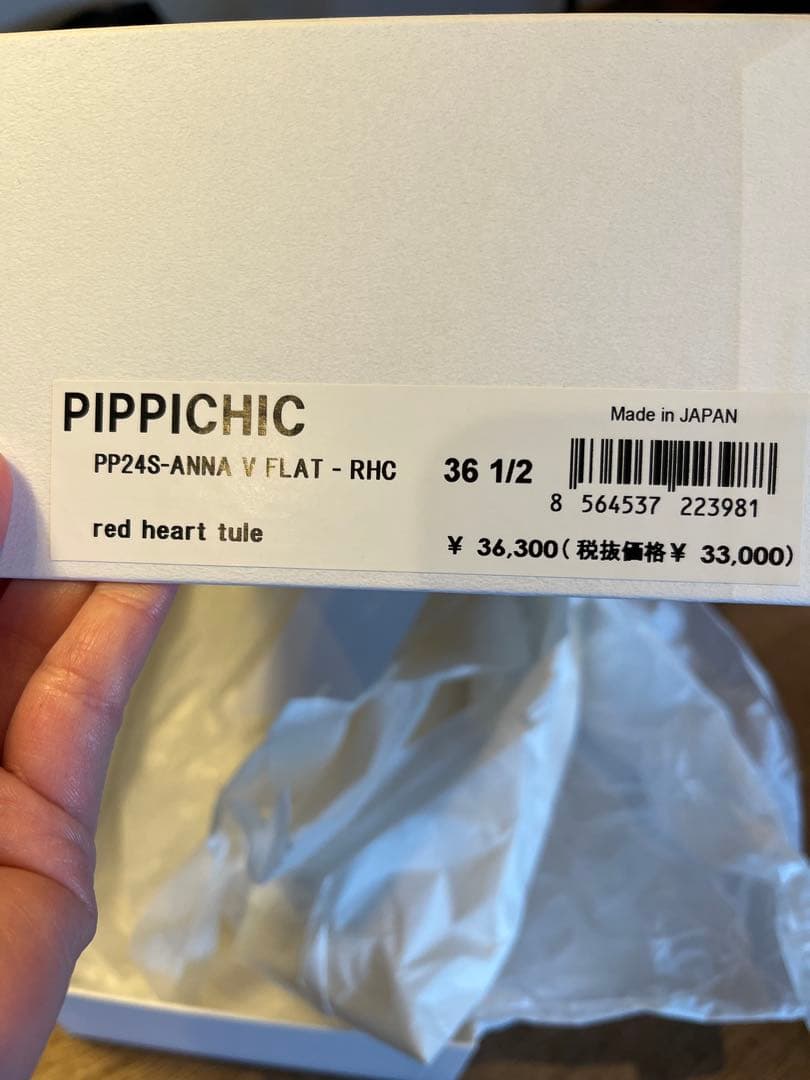 PIPPICHIC
Made in JAPAN
PP24S-ANNA V FLAT - RHC
36 1/2
8 564537 223981
red heart tule
¥ 36,300(税抜価格¥ 33,000)